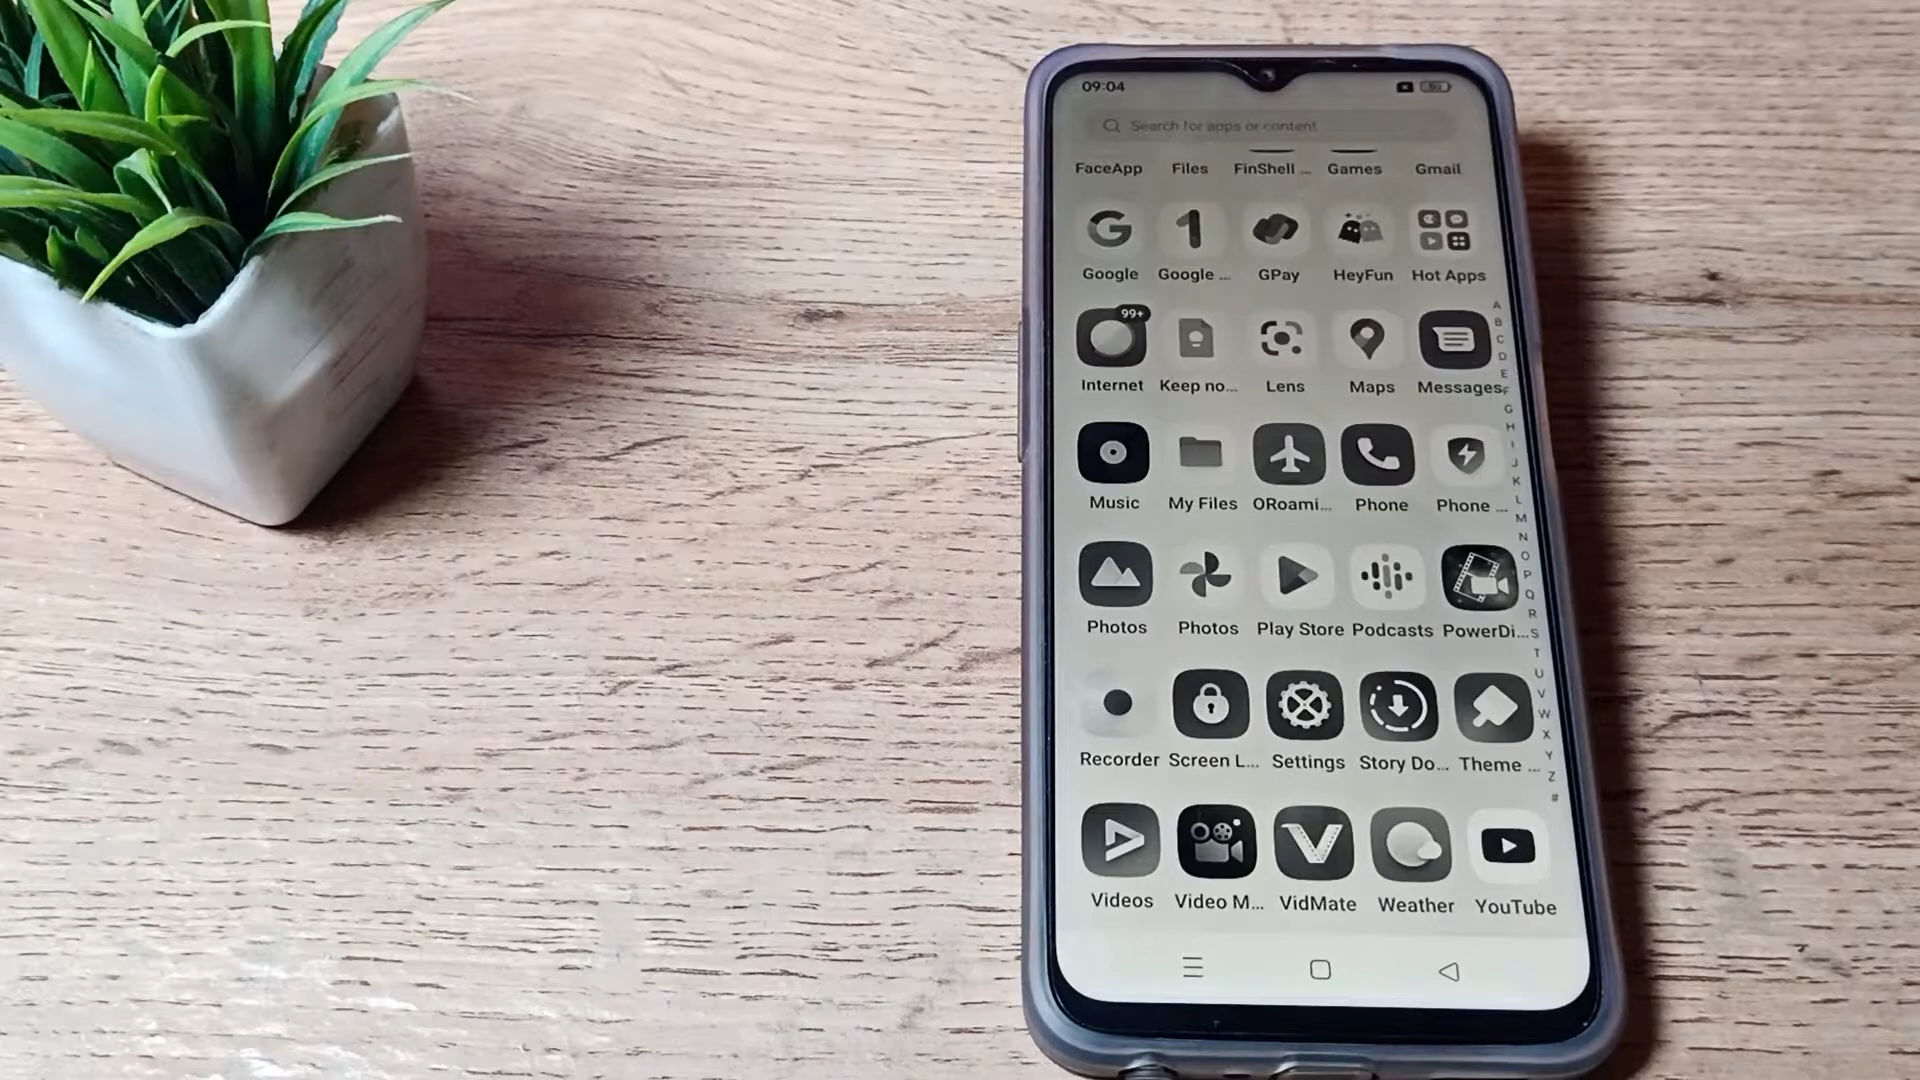 09:04
Search for apps or content
FaceApp Files FinShell ... Games Gmail
Google Google ... GPay HeyFun Hot Apps
99+
Internet Keep no... Lens Maps Messages
Music My Files ORoami... Phone Phone ...
Photos Photos Play Store Podcasts PowerDi...
Recorder Screen L... Settings Story Do... Theme ...
Videos Video M... VidMate Weather YouTube
A
B
C
D
E
F
G
H
I
J
K
L
M
N
O
P
Q
R
S
T
U
V
W
X
Y
Z
#